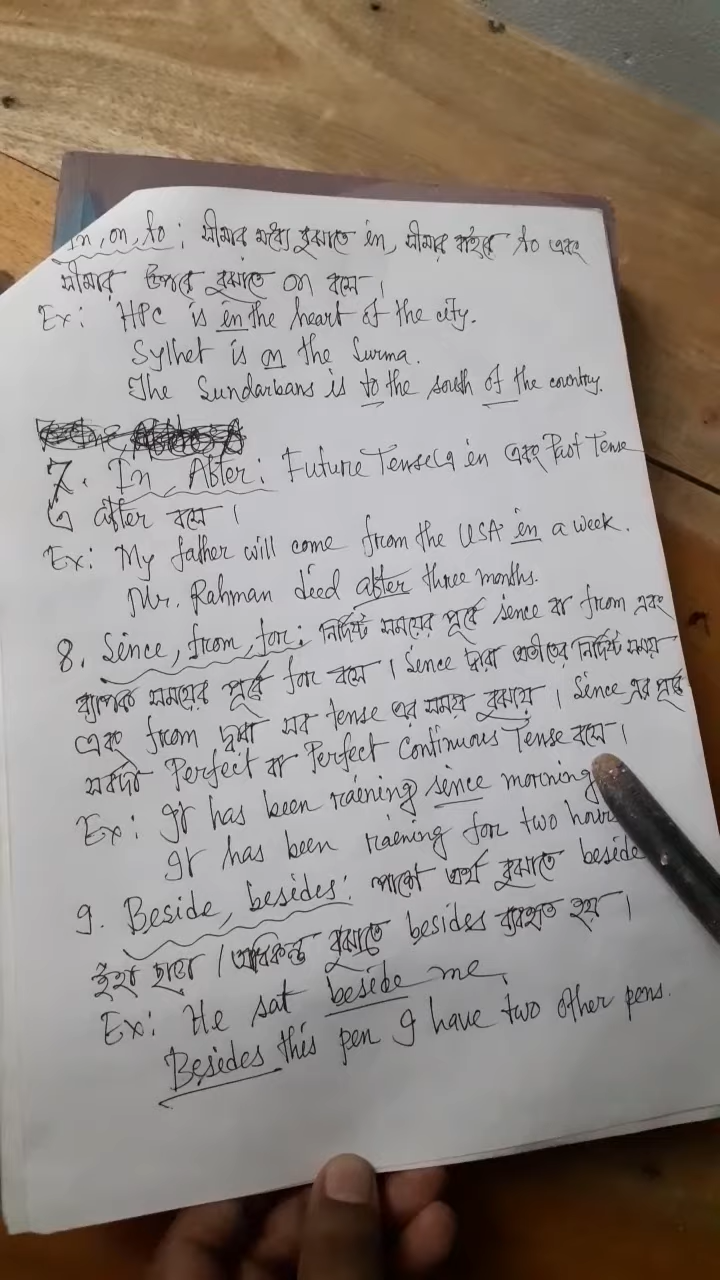 In, on, to: সীমার মধ্যে বুঝাতে in, সীমার বাইরে to এবং
সীমার উপরে বুঝাতে on বসে।
Ex: HPC is in the heart of the city.
Sylhet is on the Surma.
The Sundarbans is to the south of the country.
7. In, After: Future Tense এ in এবং Past Tense
এ after বসে।
Ex: My father will come from the USA in a week.
Mr. Rahman died after three months.
8. Since, from, for: নির্দিষ্ট সময়ের পূর্বে since বা from এবং
ব্যাপক সময়ের পূর্বে for বসে। Since দ্বারা অতীতের নির্দিষ্ট সময়
এবং from দ্বারা সব tense এর সময় বুঝায়। Since এর পূর্বে
সবর্দা Perfect বা Perfect Continuous Tense বসে।
Ex: It has been raining since morning
It has been raining for two hours
9. Beside, besides: পাশে অর্থ বুঝাতে beside
ইহা ছাড়া / অধিকন্তু বুঝাতে besides ব্যবহৃত হয়।
Ex: He sat beside me.
Besides this pen I have two other pens.